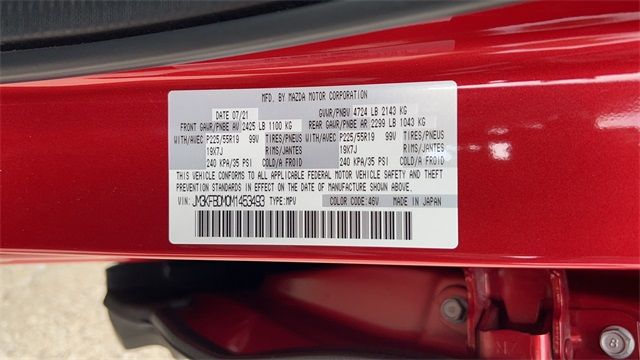 MFD. BY MAZDA MOTOR CORPORATION
DATE 07/21 GVWR/PNBV 4724 LB 2143 KG
FRONT GAWR/PNBE AV 2425 LB 1100 KG REAR GAWR/PNBE AR 2299 LB 1043 KG
WITH/AVEC P225/55R19 99V TIRES/PNEUS WITH/AVEC P225/55R19 99V TIRES/PNEUS
19X7J RIMS/JANTES 19X7J RIMS/JANTES
240 KPA/35 PSI COLD/A FROID 240 KPA/35 PSI COLD/A FROID
THIS VEHICLE CONFORMS TO ALL APPLICABLE FEDERAL MOTOR VEHICLE SAFETY AND THEFT
PREVENTION STANDARDS IN EFFECT ON THE DATE OF MANUFACTURE SHOWN ABOVE.
VIN: JM3KFBDM0M1453493 TYPE:MPV COLOR CODE:46V MADE IN JAPAN
8